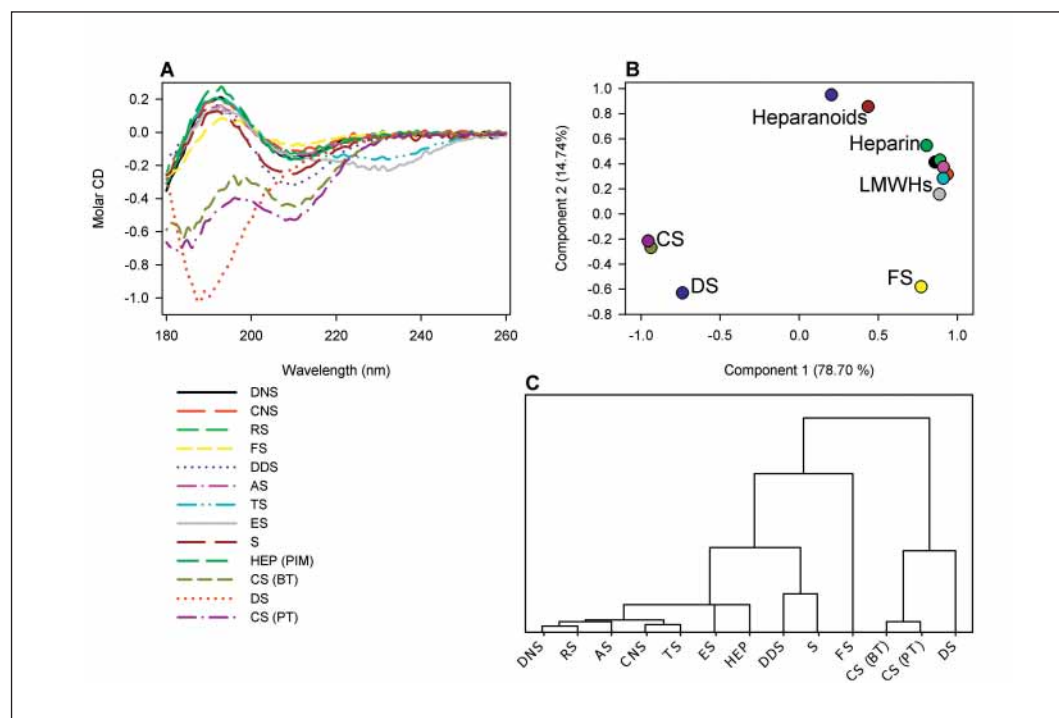 A
0.2
0.0
-0.2
-0.4
-0.6
-0.8
-1.0
Molar CD
180 200 220 240 260
Wavelength (nm)
B
1.0
0.8
0.6
0.4
0.2
0.0
-0.2
-0.4
-0.6
-0.8
Component 2 (14.74%)
Heparanoids
Heparin
LMWHs
CS
DS
FS
-1.0 -0.5 0.0 0.5 1.0
Component 1 (78.70 %)
DNS
CNS
RS
FS
DDS
AS
TS
ES
S
HEP (PIM)
CS (BT)
DS
CS (PT)
C
DNS
RS
AS
CNS
TS
ES
HEP
DDS
S
FS
CS (BT)
CS (PT)
DS